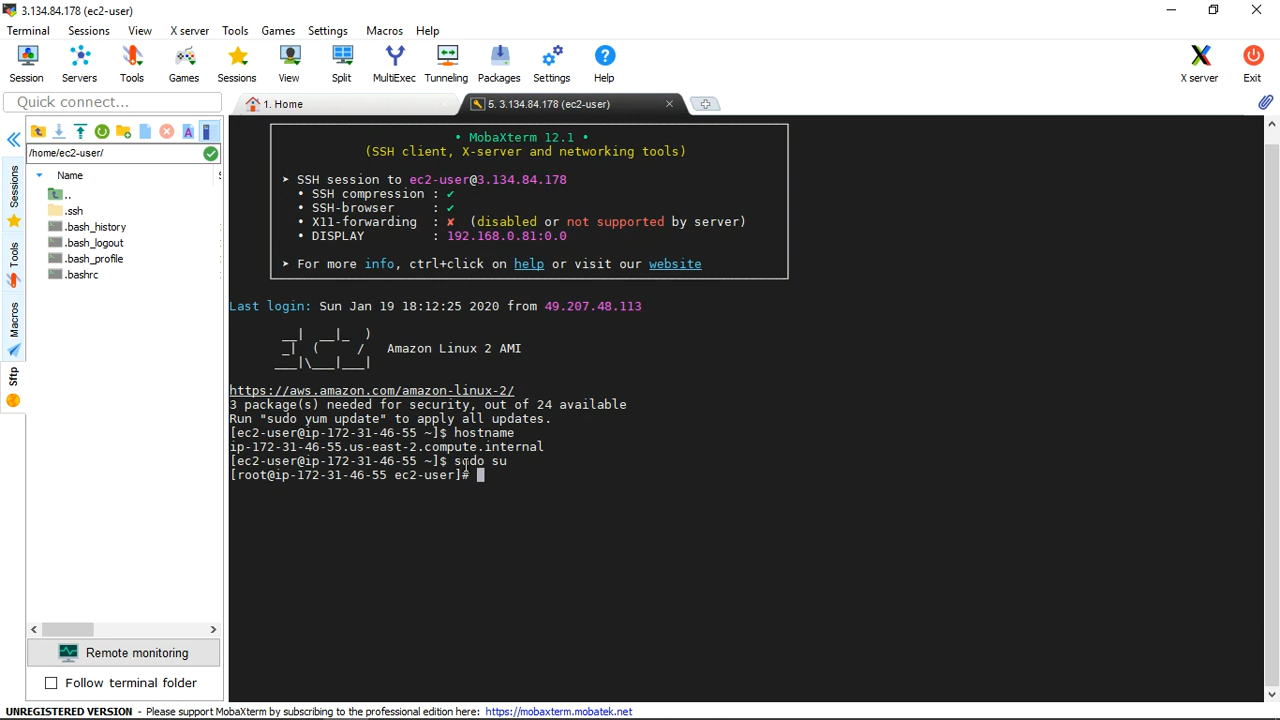 3.134.84.178 (ec2-user)
Terminal Sessions View X server Tools Games Settings Macros Help
Session Servers Tools Games Sessions View Split MultiExec Tunneling Packages Settings Help X server Exit
Quick connect...
1. Home
5. 3.134.84.178 (ec2-user)
/home/ec2-user/
Name
..
.ssh
.bash_history
.bash_logout
.bash_profile
.bashrc
Sessions
Tools
Macros
Sftp
• MobaXterm 12.1 •
(SSH client, X-server and networking tools)
➤ SSH session to ec2-user@3.134.84.178
• SSH compression : ✔
• SSH-browser : ✔
• X11-forwarding : ✘ (disabled or not supported by server)
• DISPLAY : 192.168.0.81:0.0
➤ For more info, ctrl+click on help or visit our website
Last login: Sun Jan 19 18:12:25 2020 from 49.207.48.113
__| __|_ )
_| ( / Amazon Linux 2 AMI
___|\___|___|
https://aws.amazon.com/amazon-linux-2/
3 package(s) needed for security, out of 24 available
Run "sudo yum update" to apply all updates.
[ec2-user@ip-172-31-46-55 ~]$ hostname
ip-172-31-46-55.us-east-2.compute.internal
[ec2-user@ip-172-31-46-55 ~]$ sudo su
[root@ip-172-31-46-55 ec2-user]#
Remote monitoring
Follow terminal folder
UNREGISTERED VERSION - Please support MobaXterm by subscribing to the professional edition here: https://mobaxterm.mobatek.net